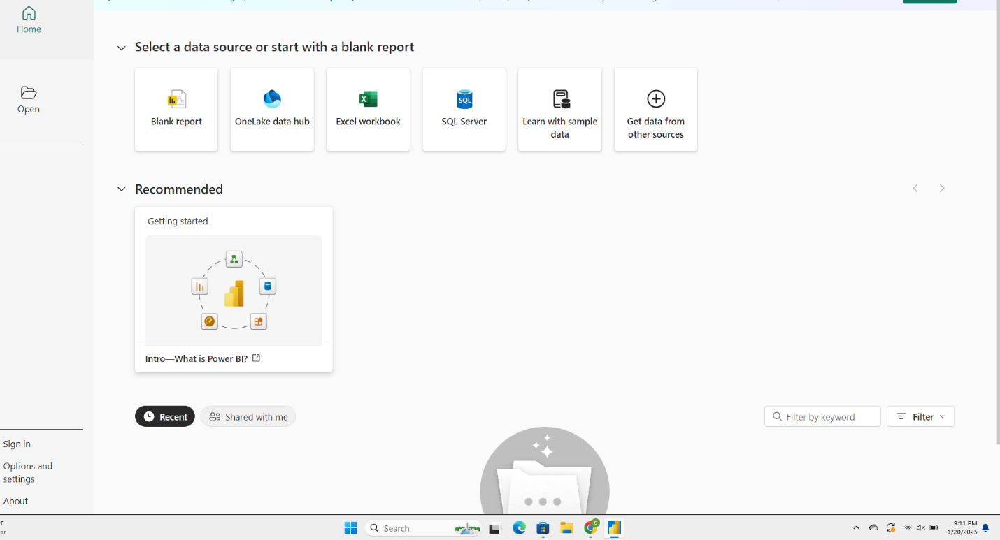 Home
Open
Select a data source or start with a blank report
Blank report
OneLake data hub
Excel workbook
SQL
SQL Server
Learn with sample
data
Get data from
other sources
Recommended
Getting started
Intro—What is Power BI?
Recent
Shared with me
Filter by keyword
Filter
Sign in
Options and
settings
About
Search
S
9:11 PM
1/20/2025